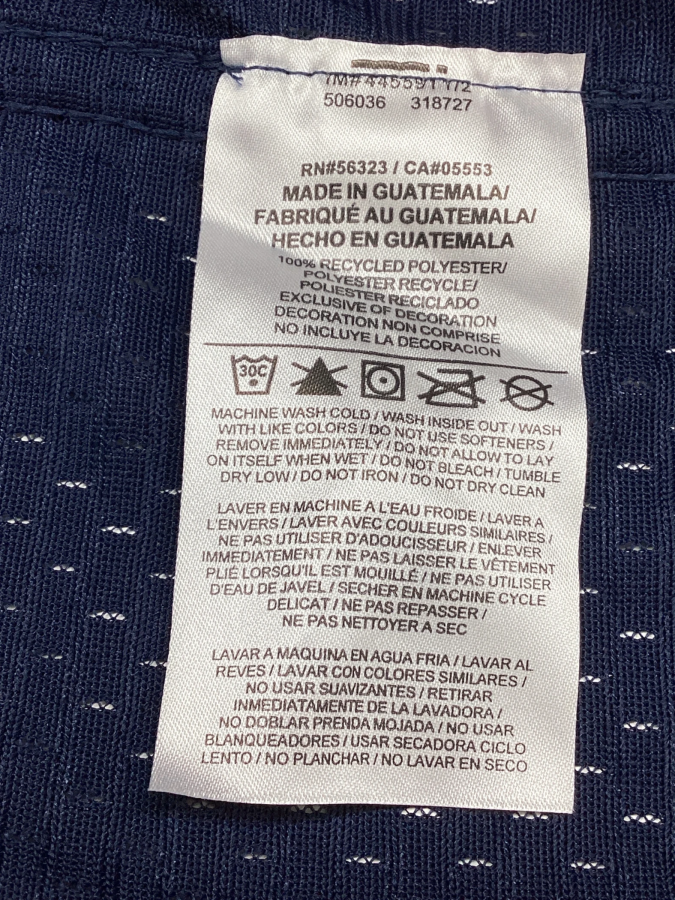 506036 318727
RN#56323 / CA#05553
MADE IN GUATEMALA/
FABRIQUÉ AU GUATEMALA/
HECHO EN GUATEMALA
100% RECYCLED POLYESTER/
POLYESTER RECYCLE/
POLIESTER RECICLADO
EXCLUSIVE OF DECORATION
DECORATION NON COMPRISE
NO INCLUYE LA DECORACION
30C
MACHINE WASH COLD / WASH INSIDE OUT / WASH
WITH LIKE COLORS / DO NOT USE SOFTENERS /
REMOVE IMMEDIATELY / DO NOT ALLOW TO LAY
ON ITSELF WHEN WET / DO NOT BLEACH / TUMBLE
DRY LOW / DO NOT IRON / DO NOT DRY CLEAN
LAVER EN MACHINE A L'EAU FROIDE / LAVER A
L'ENVERS / LAVER AVEC COULEURS SIMILAIRES /
NE PAS UTILISER D'ADOUCISSEUR / ENLEVER
IMMEDIATEMENT / NE PAS LAISSER LE VÊTEMENT
PLIÉ LORSQU'IL EST MOUILLÉ / NE PAS UTILISER
D'EAU DE JAVEL / SECHER EN MACHINE CYCLE
DELICAT / NE PAS REPASSER /
NE PAS NETTOYER A SEC
LAVAR A MAQUINA EN AGUA FRIA / LAVAR AL
REVES / LAVAR CON COLORES SIMILARES /
NO USAR SUAVIZANTES / RETIRAR
INMEDIATAMENTE DE LA LAVADORA /
NO DOBLAR PRENDA MOJADA / NO USAR
BLANQUEADORES / USAR SECADORA CICLO
LENTO / NO PLANCHAR / NO LAVAR EN SECO